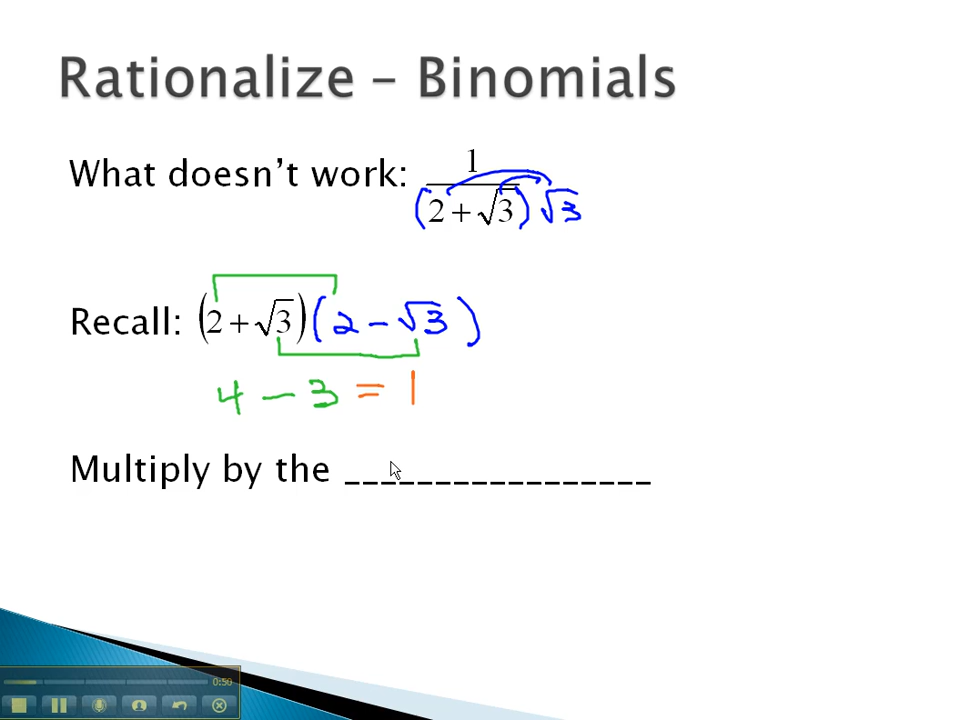 Rationalize – Binomials
What doesn't work: 1/(2 + √3) √3
Recall: (2 + √3)(2 − √3)
4 − 3 = 1
Multiply by the _________________
0:50